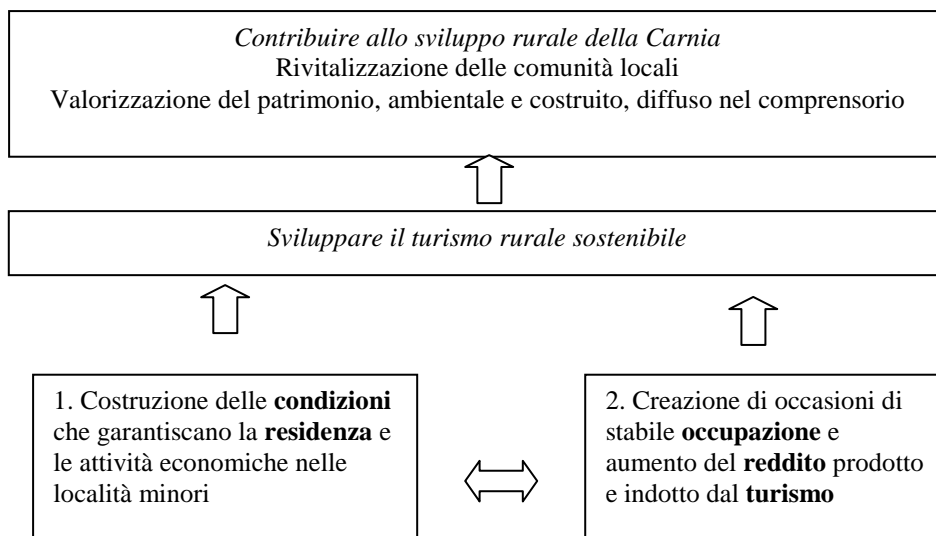 Contribuire allo sviluppo rurale della Carnia
Rivitalizzazione delle comunità locali
Valorizzazione del patrimonio, ambientale e costruito, diffuso nel comprensorio
Sviluppare il turismo rurale sostenibile
1. Costruzione delle condizioni
che garantiscano la residenza e
le attività economiche nelle
località minori
2. Creazione di occasioni di
stabile occupazione e
aumento del reddito prodotto
e indotto dal turismo